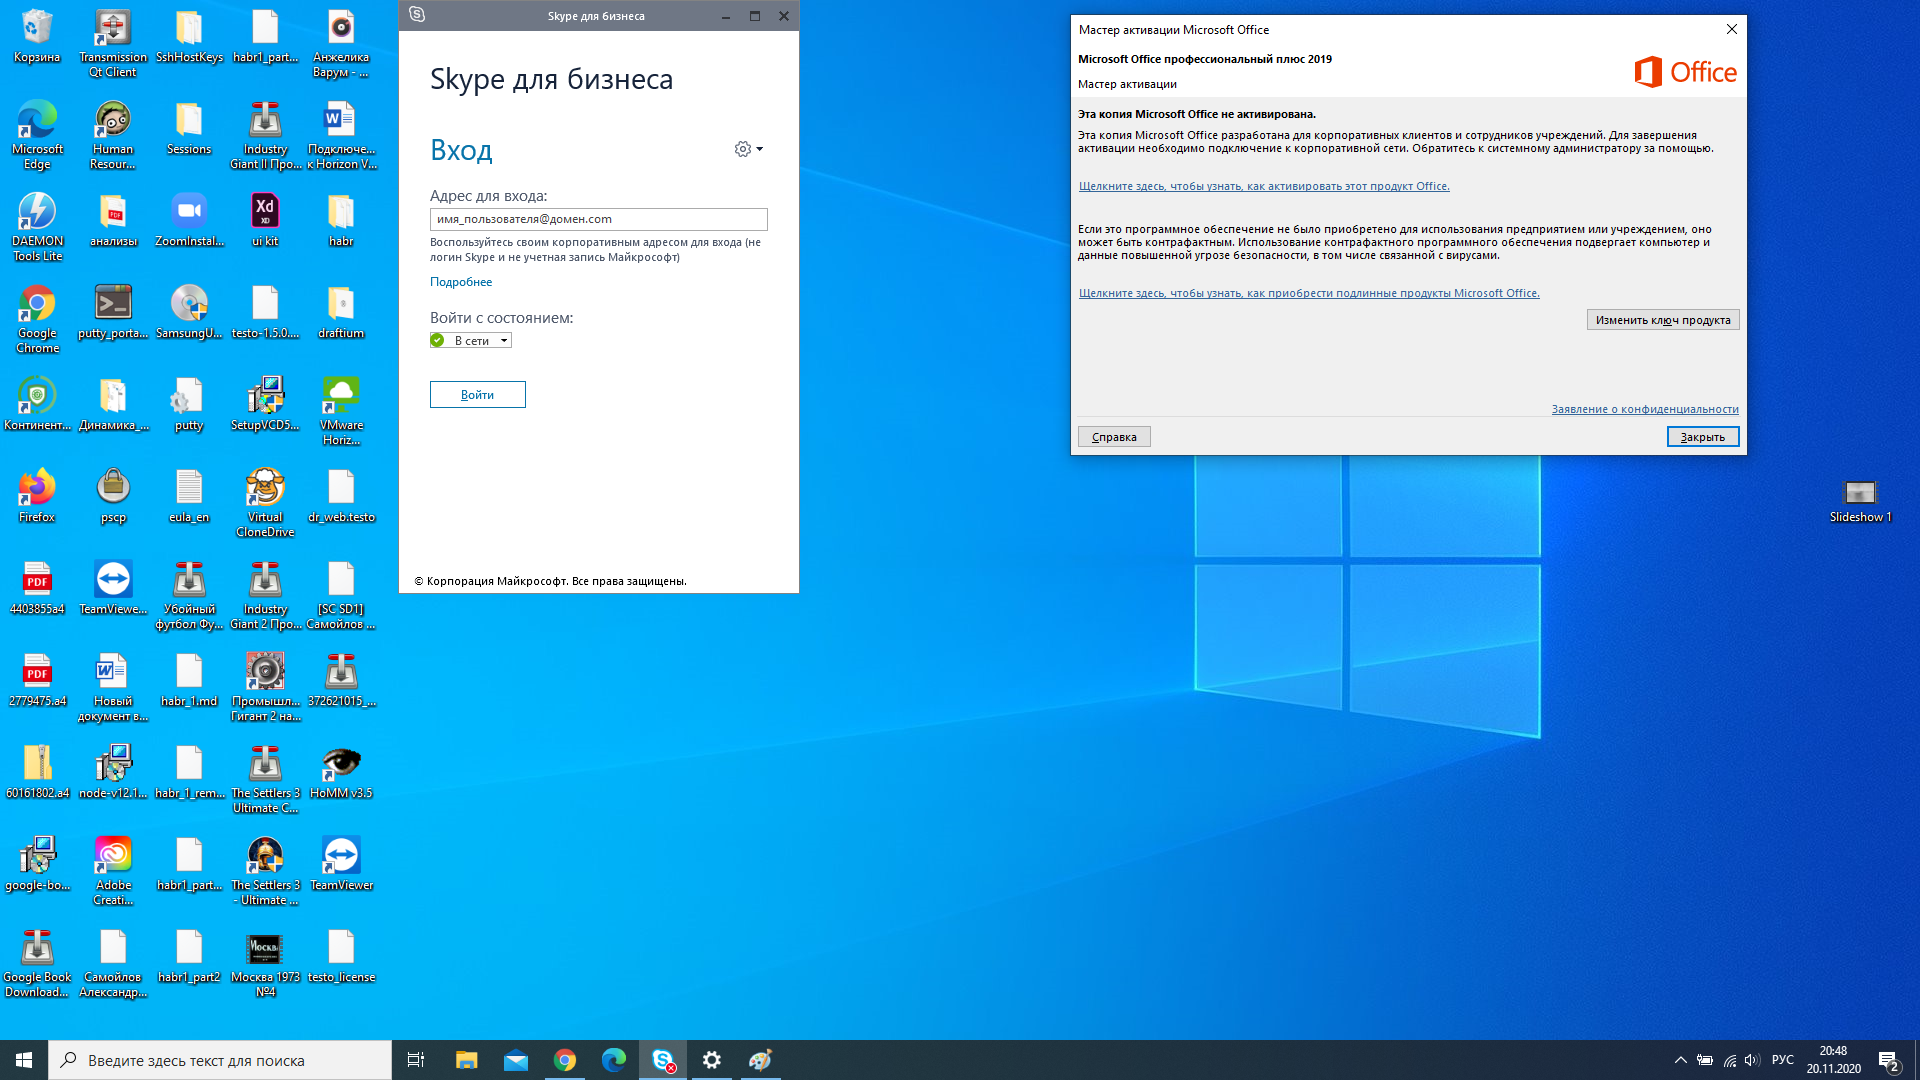 Корзина
Transmission
Qt Client
SshHostKeys
habr1_part...
Анжелика
Варум - ...
Microsoft
Edge
Human
Resour...
Sessions
Industry
Giant II Про...
Подключе...
к Horizon V...
DAEMON
Tools Lite
анализы
ZoomInstal...
ui kit
habr
Google
Chrome
putty_porta...
SamsungU...
testo-1.5.0....
draftium
Континент...
Динамика_...
putty
SetupVCD5...
VMware
Horiz...
Firefox
pscp
eula_en
Virtual
CloneDrive
dr_web.testo
4403855a4
TeamViewe...
Убойный
футбол Фу...
Industry
Giant 2 Про...
[SC SD1]
Самойлов ...
2779475.a4
Новый
документ в...
habr_1.md
Промышл...
Гигант 2 на...
372621015_...
60161802.a4
node-v12.1...
habr_1_rem...
The Settlers 3
Ultimate C...
HoMM v3.5
google-bo...
Adobe
Creati...
habr1_part...
The Settlers 3
- Ultimate ...
TeamViewer
Google Book
Download...
Самойлов
Александр...
habr1_part2
Москва 1973
№4
testo_license
Skype для бизнеса
Skype для бизнеса
Вход
Адрес для входа:
имя_пользователя@домен.com
Воспользуйтесь своим корпоративным адресом для входа (не
логин Skype и не учетная запись Майкрософт)
Подробнее
Войти с состоянием:
В сети
Войти
© Корпорация Майкрософт. Все права защищены.
Мастер активации Microsoft Office
Microsoft Office профессиональный плюс 2019
Мастер активации
Office
Эта копия Microsoft Office не активирована.
Эта копия Microsoft Office разработана для корпоративных клиентов и сотрудников учреждений. Для завершения
активации необходимо подключение к корпоративной сети. Обратитесь к системному администратору за помощью.
Щелкните здесь, чтобы узнать, как активировать этот продукт Office.
Если это программное обеспечение не было приобретено для использования предприятием или учреждением, оно
может быть контрафактным. Использование контрафактного программного обеспечения подвергает компьютер и
данные повышенной угрозе безопасности, в том числе связанной с вирусами.
Щелкните здесь, чтобы узнать, как приобрести подлинные продукты Microsoft Office.
Изменить ключ продукта
Заявление о конфиденциальности
Справка
Закрыть
Slideshow 1
Введите здесь текст для поиска
РУС
20:48
20.11.2020
2